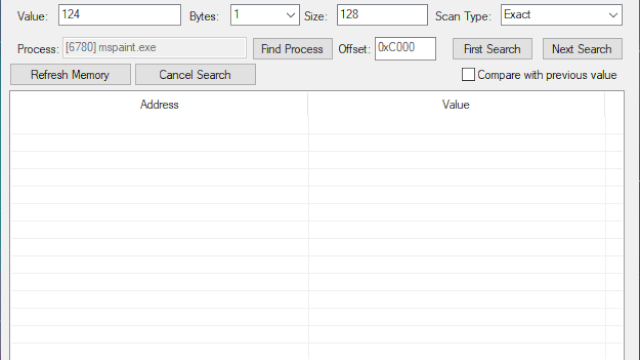 Value: 124 Bytes: 1 Size: 128 Scan Type: Exact
Process: [6780] mspaint.exe Find Process Offset: 0xC000 First Search Next Search
Refresh Memory Cancel Search Compare with previous value
Address Value